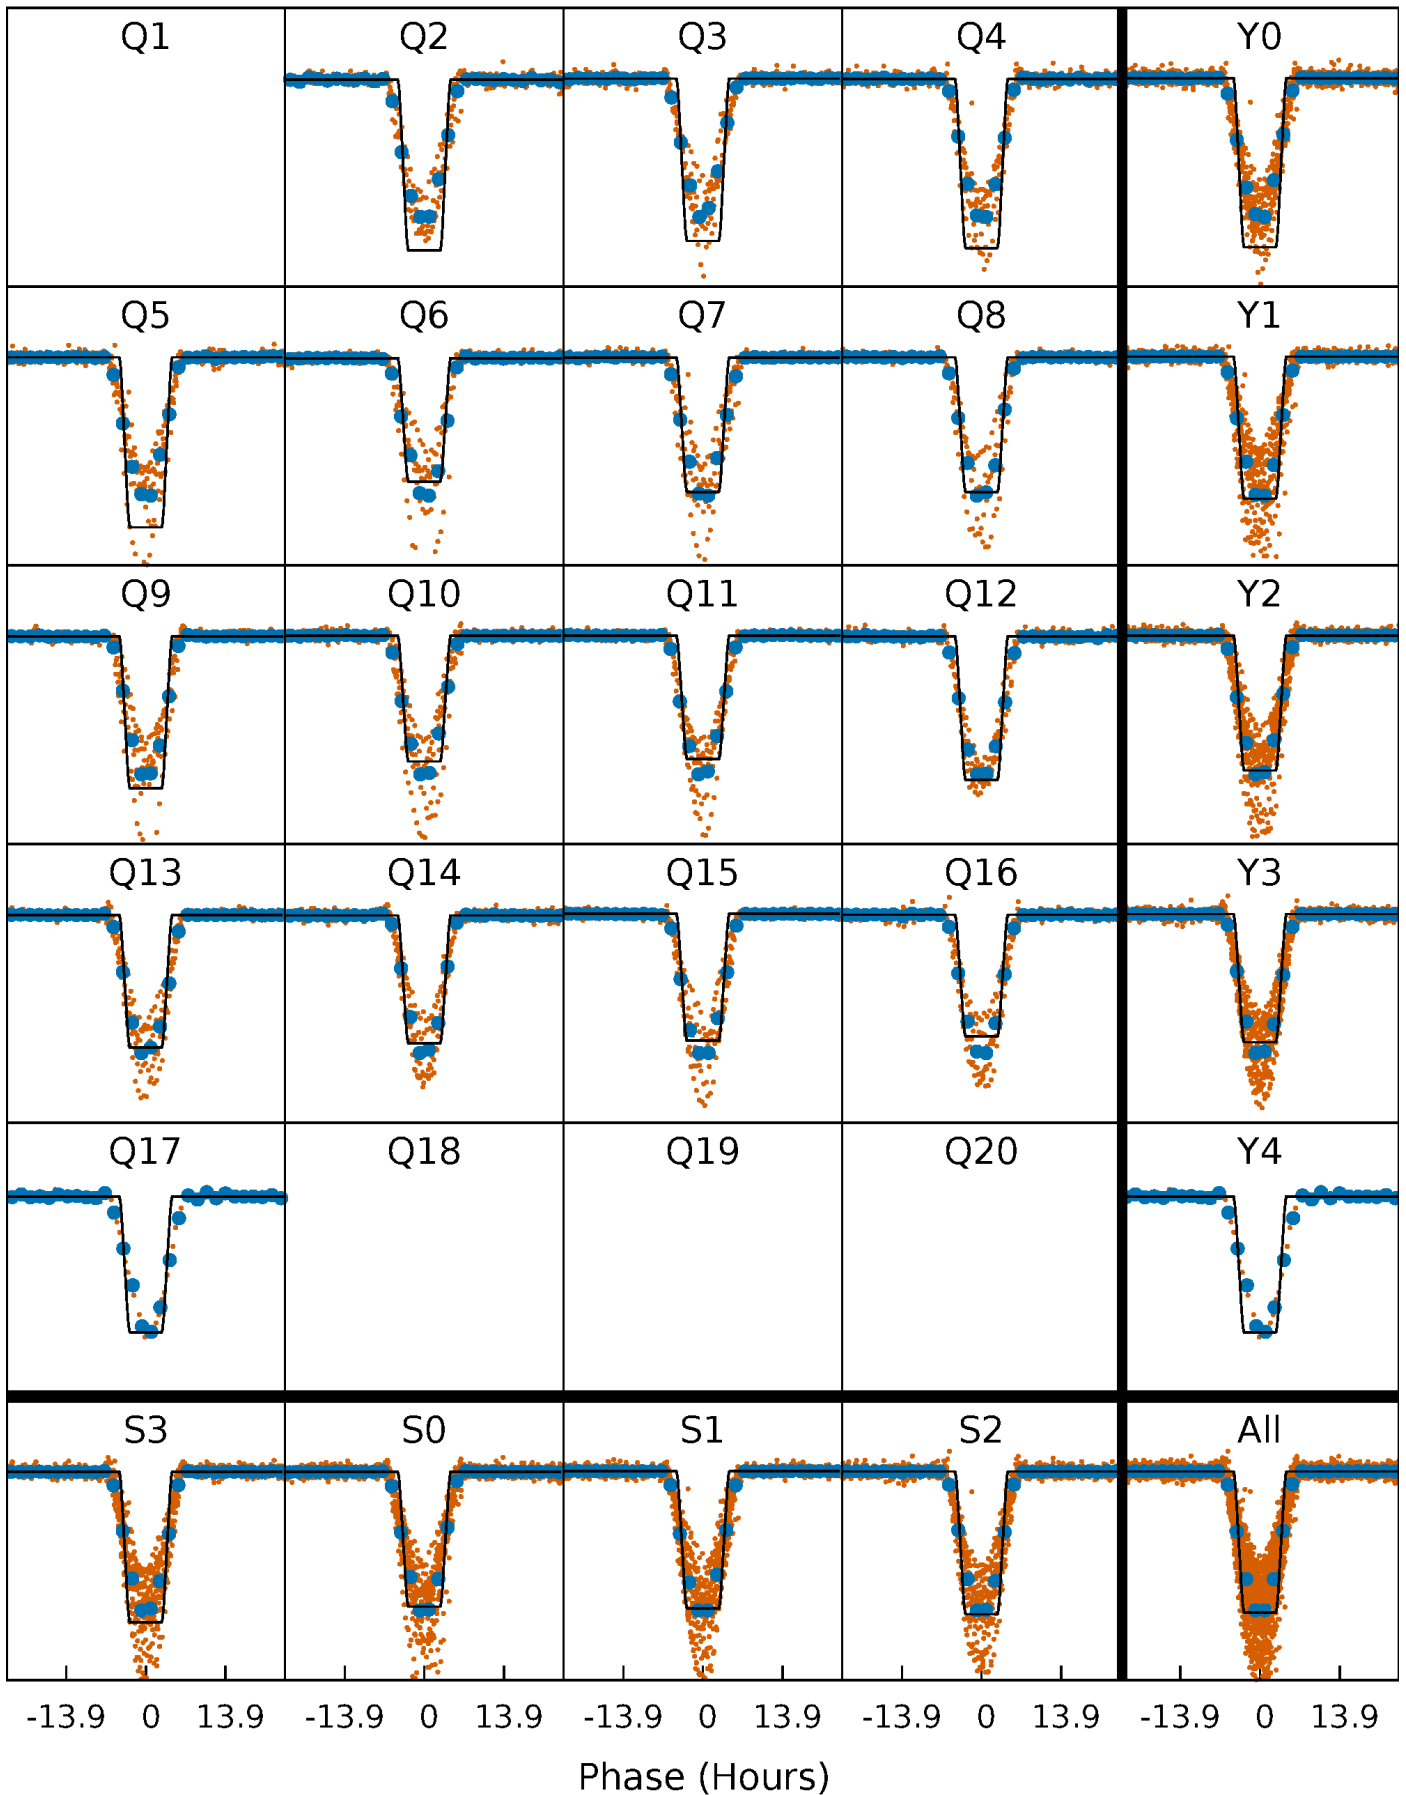 Q1 Q2 Q3 Q4 Y0
Q5 Q6 Q7 Q8 Y1
Q9 Q10 Q11 Q12 Y2
Q13 Q14 Q15 Q16 Y3
Q17 Q18 Q19 Q20 Y4
S3 S0 S1 S2 All
-13.9 0 13.9 -13.9 0 13.9 -13.9 0 13.9 -13.9 0 13.9 -13.9 0 13.9
Phase (Hours)